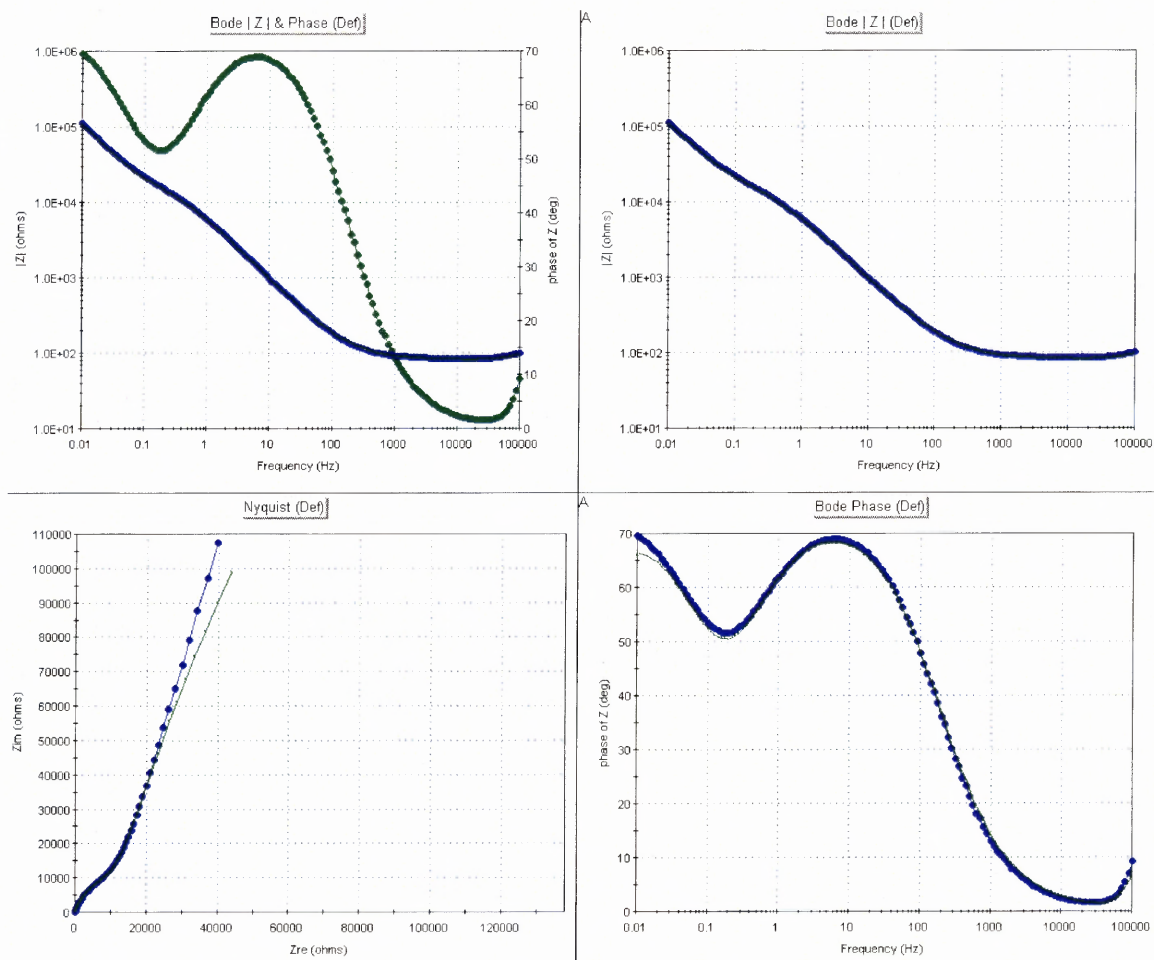 Bode | Z | & Phase (Def)
1.0E+06
1.0E+05
1.0E+04
1.0E+03
1.0E+02
1.0E+01
|Z| (ohms)
70
60
50
40
30
20
10
0
phase of Z (deg)
0.01 0.1 1 10 100 1000 10000 100000
Frequency (Hz)
A
Bode | Z | (Def)
1.0E+06
1.0E+05
1.0E+04
1.0E+03
1.0E+02
1.0E+01
|Z| (ohms)
0.01 0.1 1 10 100 1000 10000 100000
Frequency (Hz)
Nyquist (Def)
110000
100000
90000
80000
70000
60000
50000
40000
30000
20000
10000
0
Zim (ohms)
0 20000 40000 60000 80000 100000 120000
Zre (ohms)
A
Bode Phase (Def)
70
60
50
40
30
20
10
0
phase of Z (deg)
0.01 0.1 1 10 100 1000 10000 100000
Frequency (Hz)